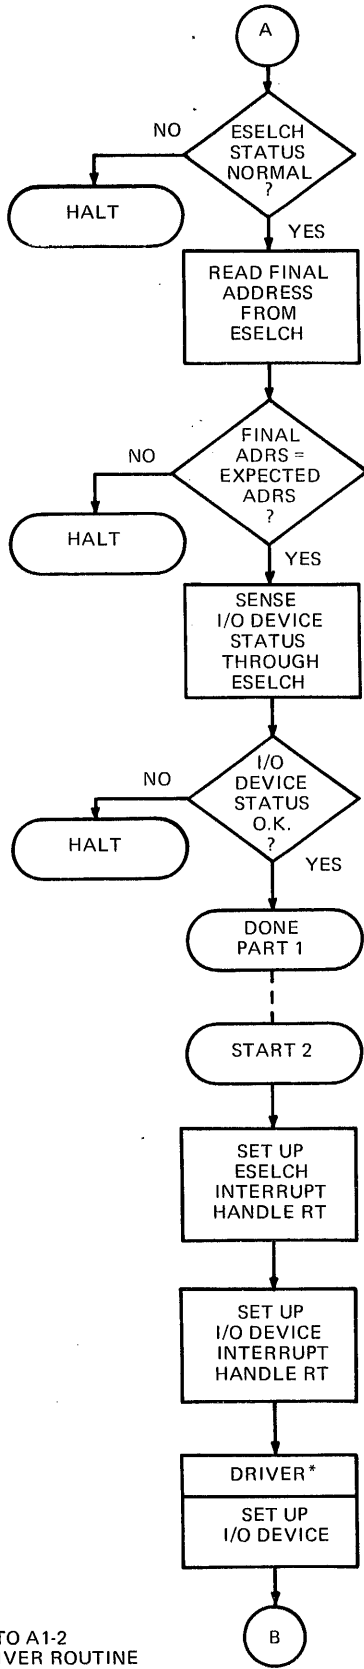 A
ESELCH
STATUS
NORMAL
?
NO
YES
HALT
READ FINAL
ADDRESS
FROM
ESELCH
FINAL
ADRS =
EXPECTED
ADRS
?
NO
YES
HALT
SENSE
I/O DEVICE
STATUS
THROUGH
ESELCH
I/O
DEVICE
STATUS
O.K.
?
NO
YES
HALT
DONE
PART 1
START 2
SET UP
ESELCH
INTERRUPT
HANDLE RT
SET UP
I/O DEVICE
INTERRUPT
HANDLE RT
DRIVER*
SET UP
I/O DEVICE
B
TO A1-2
VER ROUTINE